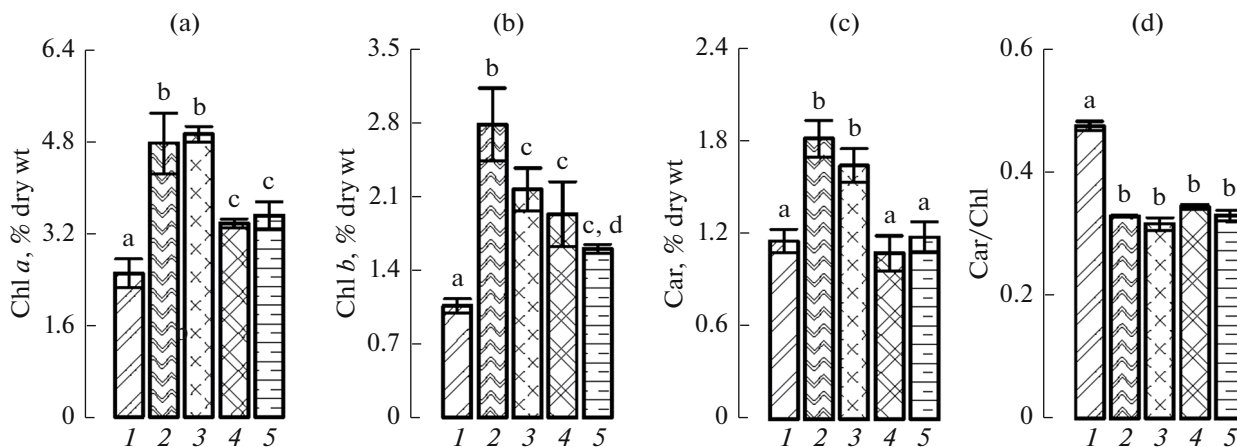 (a)
Chl a, % dry wt
6.4
4.8
3.2
1.6
0
a
b
b
c
c
1 2 3 4 5
(b)
Chl b, % dry wt
3.5
2.8
2.1
1.4
0.7
0
a
b
c
c
c, d
1 2 3 4 5
(c)
Car, % dry wt
2.4
1.8
1.2
0.6
0
a
b
b
a
a
1 2 3 4 5
(d)
Car/Chl
0.6
0.4
0.2
0
a
b
b
b
b
1 2 3 4 5